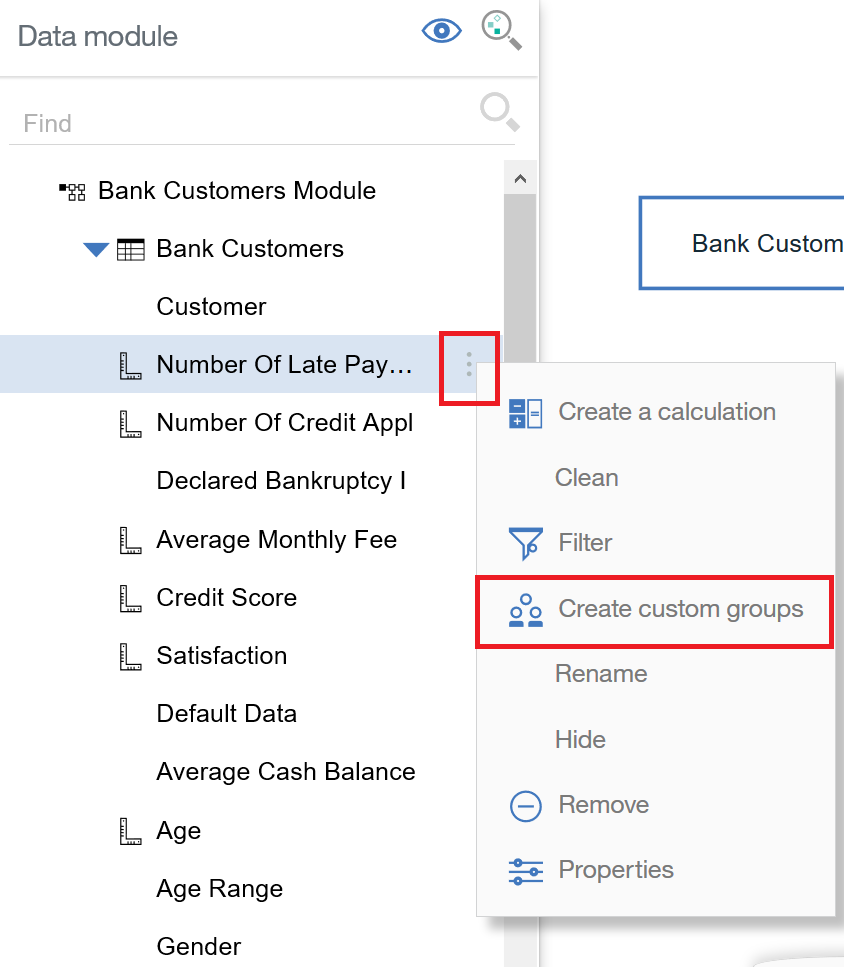 Data module
Find
Bank Customers Module
Bank Customers
Customer
Number Of Late Pay…
Number Of Credit Appl
Declared Bankruptcy I
Average Monthly Fee
Credit Score
Satisfaction
Default Data
Average Cash Balance
Age
Age Range
Gender
Bank Custom
Create a calculation
Clean
Filter
Create custom groups
Rename
Hide
Remove
Properties